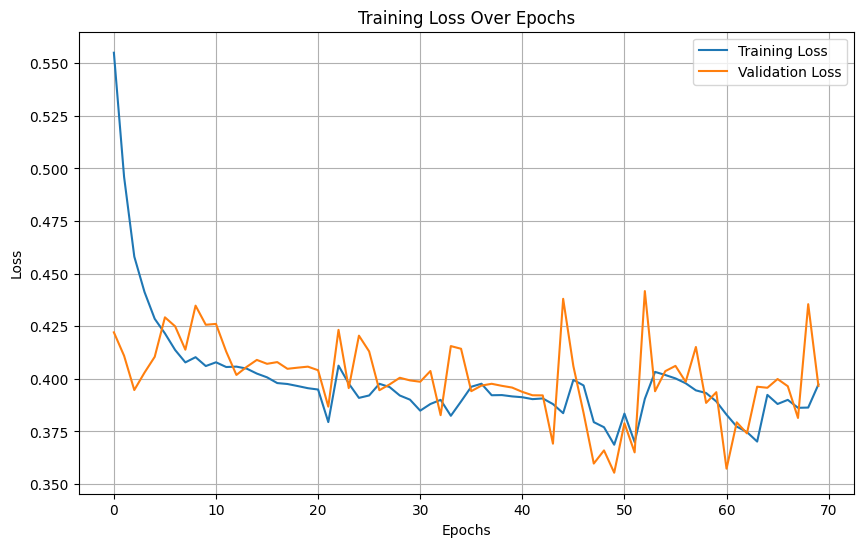 Training Loss Over Epochs
Training Loss
Validation Loss
0.550
0.525
0.500
0.475
0.450
0.425
0.400
0.375
0.350
Loss
0 10 20 30 40 50 60 70
Epochs